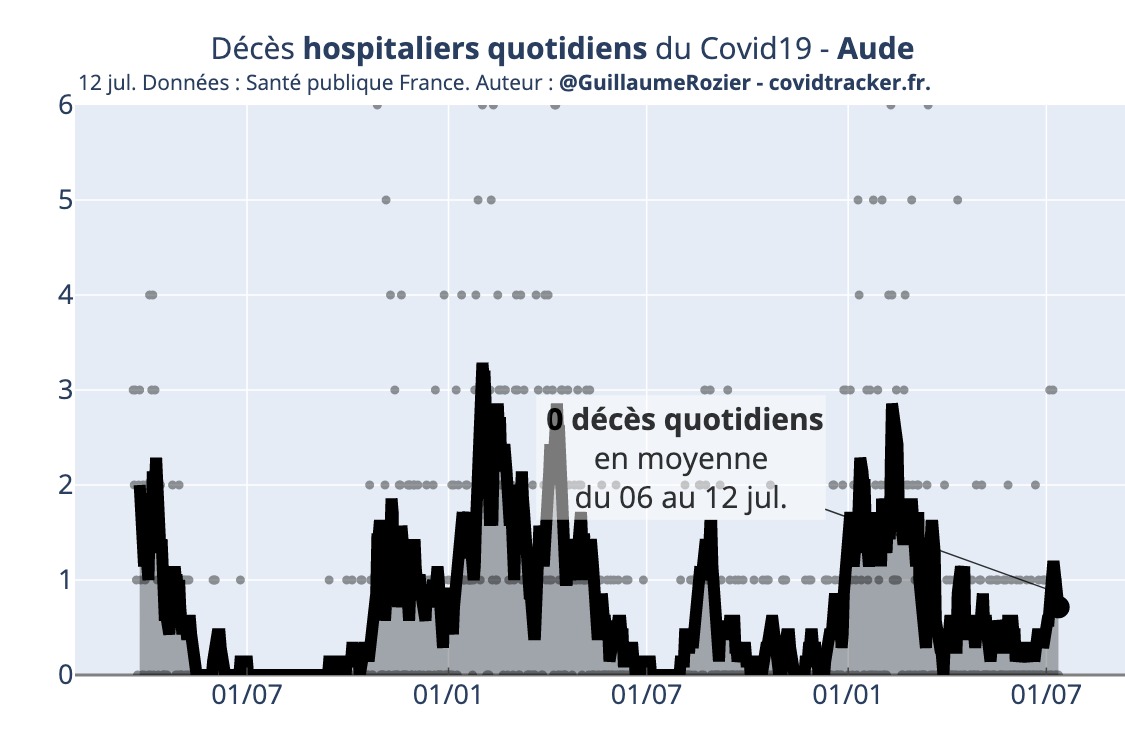 Décès hospitaliers quotidiens du Covid19 - Aude
12 jul. Données : Santé publique France. Auteur : @GuillaumeRozier - covidtracker.fr.
6
5
4
3
2
1
0
0 décès quotidiens
en moyenne
du 06 au 12 jul.
01/07
01/01
01/07
01/01
01/07